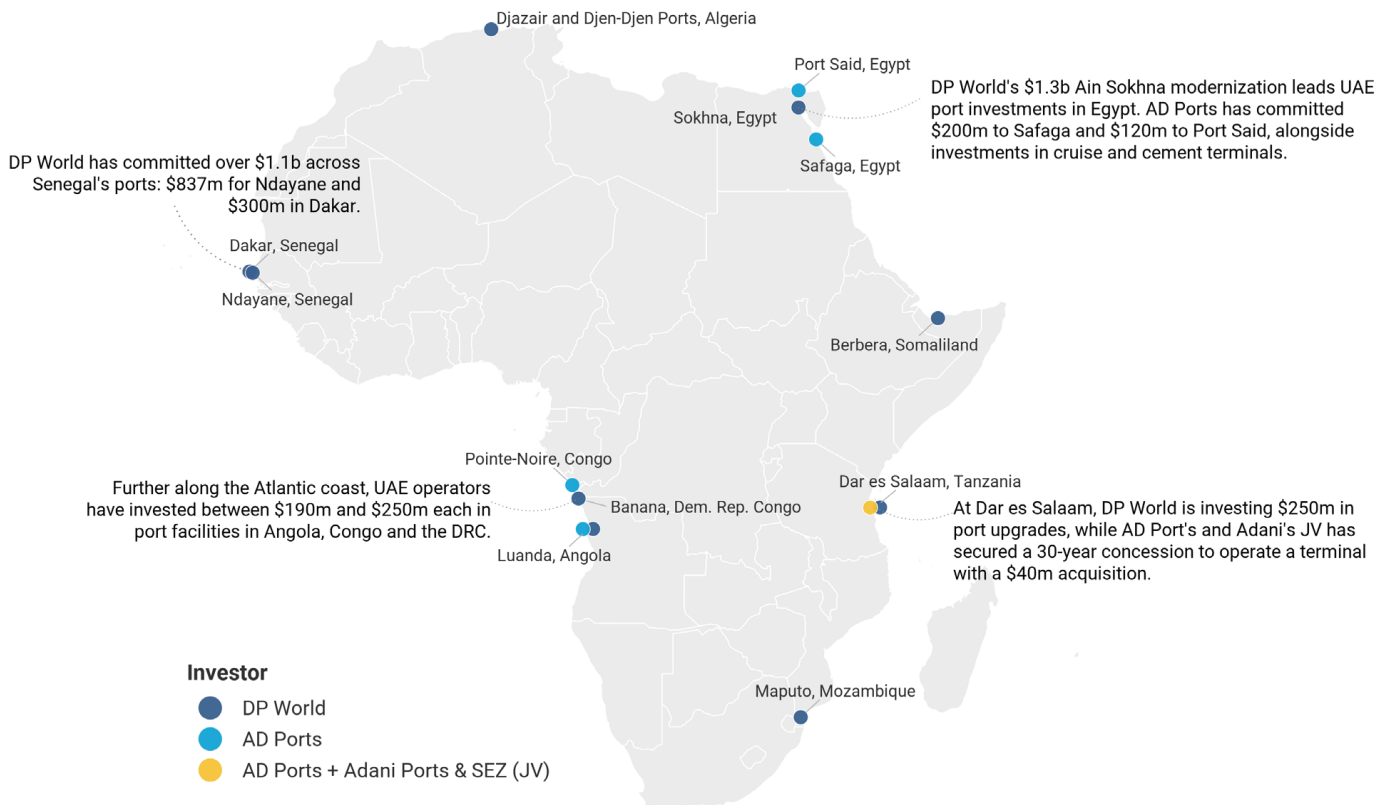 Djazair and Djen-Djen Ports, Algeria
Port Said, Egypt
Sokhna, Egypt
Safaga, Egypt
DP World's $1.3b Ain Sokhna modernization leads UAE
port investments in Egypt. AD Ports has committed
$200m to Safaga and $120m to Port Said, alongside
investments in cruise and cement terminals.
DP World has committed over $1.1b across
Senegal's ports: $837m for Ndayane and
$300m in Dakar.
Dakar, Senegal
Ndayane, Senegal
Berbera, Somaliland
Pointe-Noire, Congo
Further along the Atlantic coast, UAE operators
have invested between $190m and $250m each in
port facilities in Angola, Congo and the DRC.
Banana, Dem. Rep. Congo
Luanda, Angola
Dar es Salaam, Tanzania
At Dar es Salaam, DP World is investing $250m in
port upgrades, while AD Port's and Adani's JV has
secured a 30-year concession to operate a terminal
with a $40m acquisition.
Maputo, Mozambique
Investor
DP World
AD Ports
AD Ports + Adani Ports & SEZ (JV)